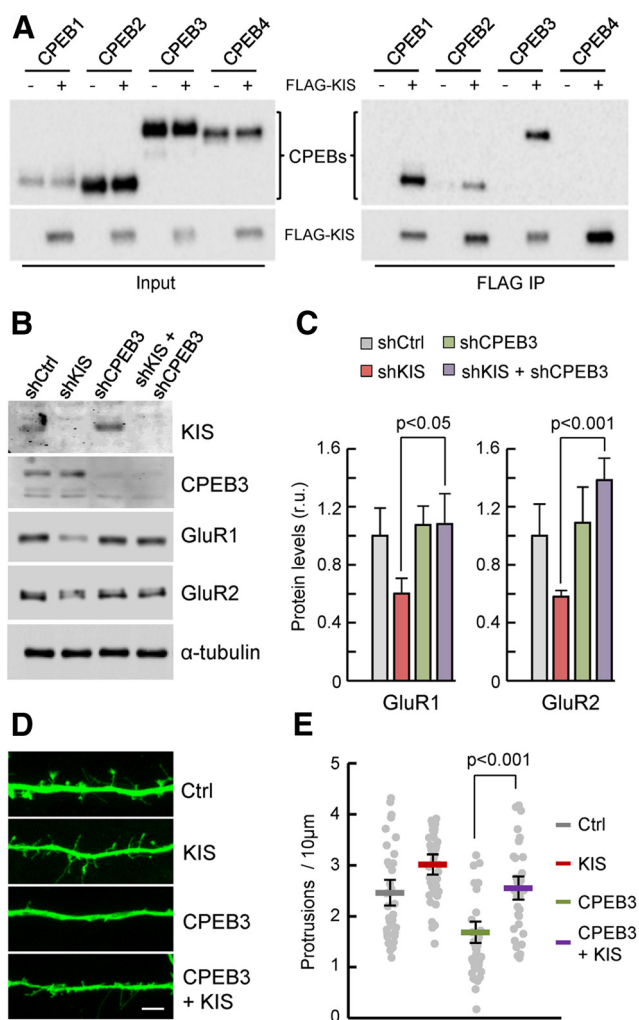 A
CPEB1 CPEB2 CPEB3 CPEB4 CPEB1 CPEB2 CPEB3 CPEB4
- + - + - + - + FLAG-KIS - + - + - + - +
CPEBs
FLAG-KIS
Input FLAG IP
B
shCtrl shKIS shCPEB3 shKIS + shCPEB3
KIS
CPEB3
GluR1
GluR2
α-tubulin
C
shCtrl shCPEB3
shKIS shKIS + shCPEB3
p<0.05 p<0.001
Protein levels (r.u.)
1.6 1.6
1.2 1.2
0.8 0.8
0.4 0.4
0 0
GluR1 GluR2
D
Ctrl
KIS
CPEB3
CPEB3
+ KIS
E
p<0.001
Protrusions / 10μm
5
4
3
2
1
0
Ctrl
KIS
CPEB3
CPEB3
+ KIS